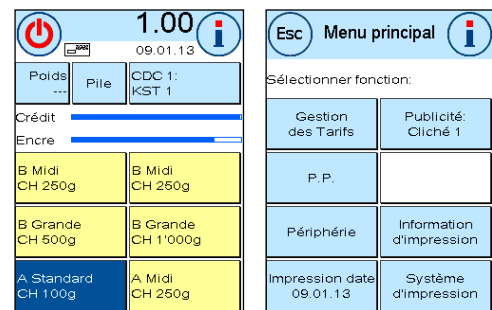 1.00
09.01.13
Poids
---
Pile
CDC 1:
KST 1
Crédit
Encre
B Midi
CH 250g
B Midi
CH 250g
B Grande
CH 500g
B Grande
CH 1'000g
A Standard
CH 100g
A Midi
CH 250g
Esc
Menu principal
Sélectionner fonction:
Gestion
des Tarifs
Publicité:
Cliché 1
P.P.
Périphérie
Information
d'impression
Impression date
09.01.13
Système
d'impression